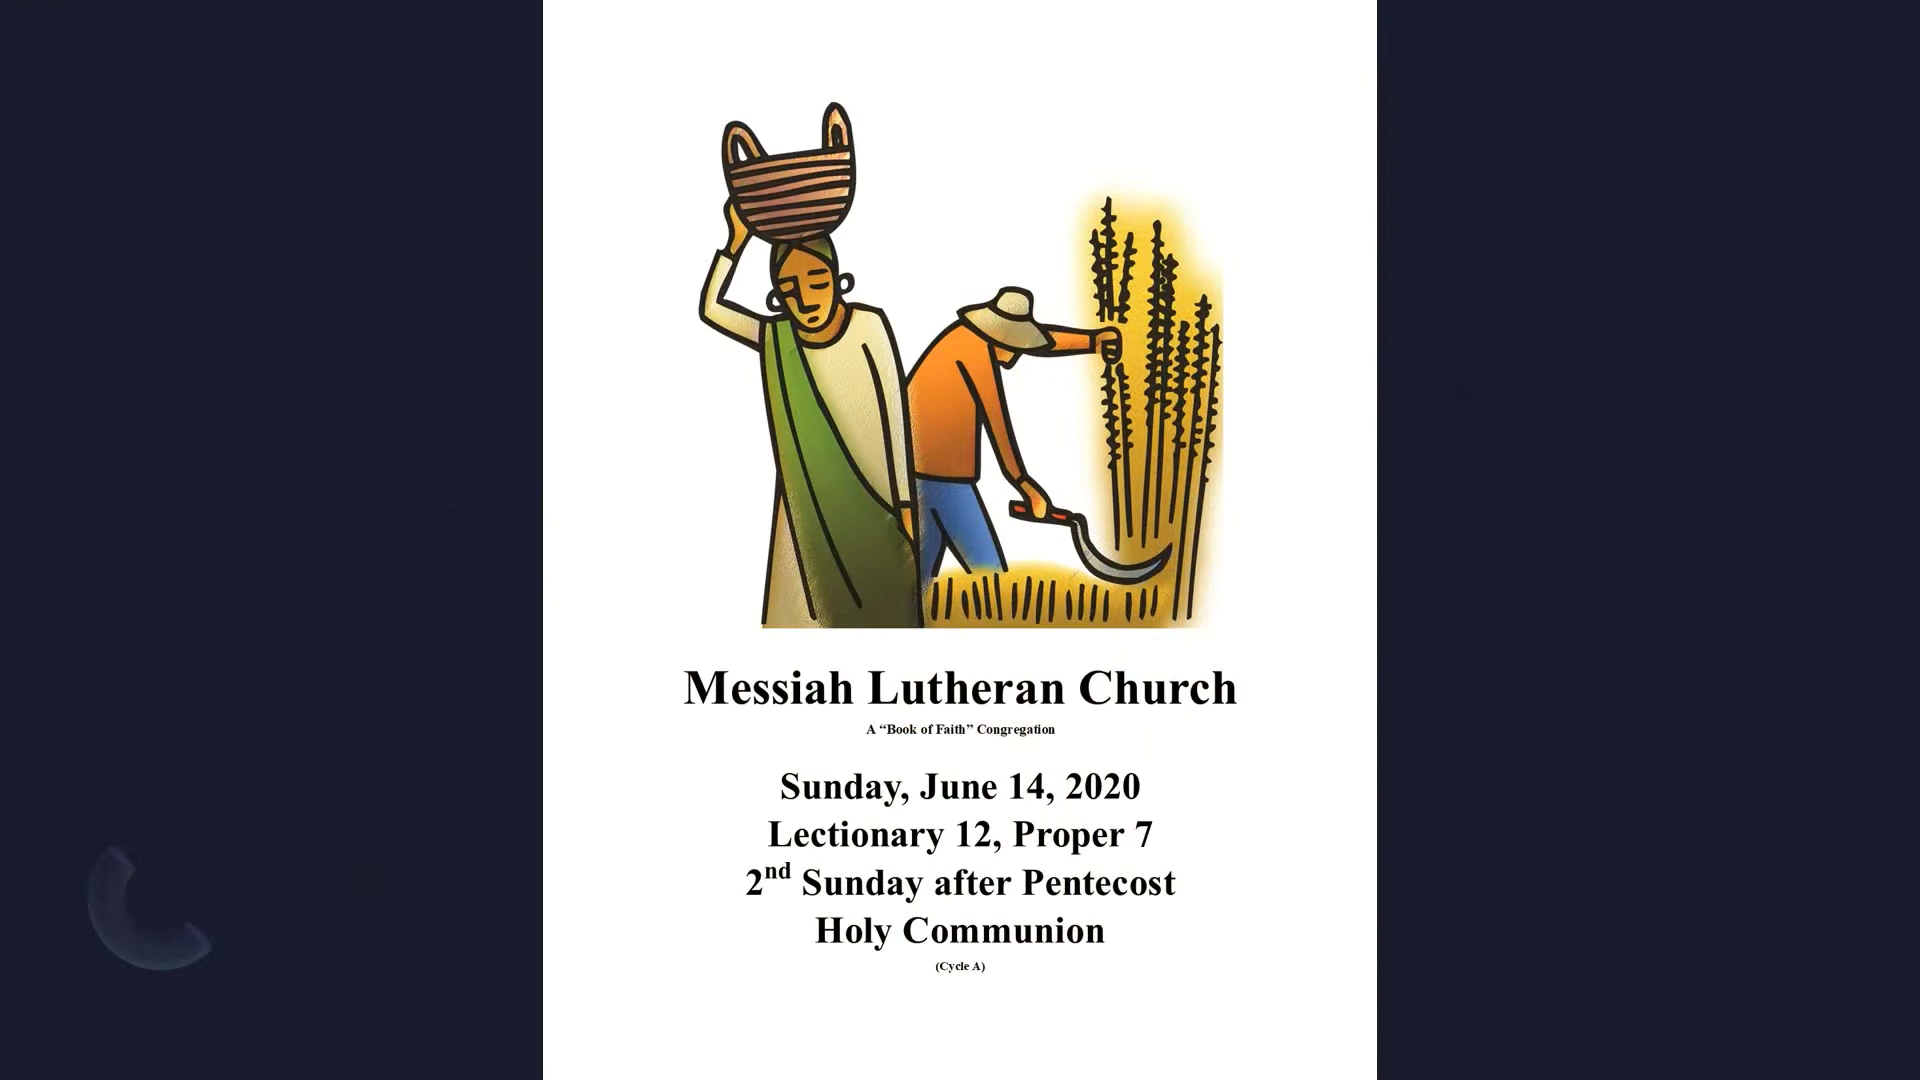 Messiah Lutheran Church
A “Book of Faith” Congregation
Sunday, June 14, 2020
Lectionary 12, Proper 7
2nd Sunday after Pentecost
Holy Communion
(Cycle A)